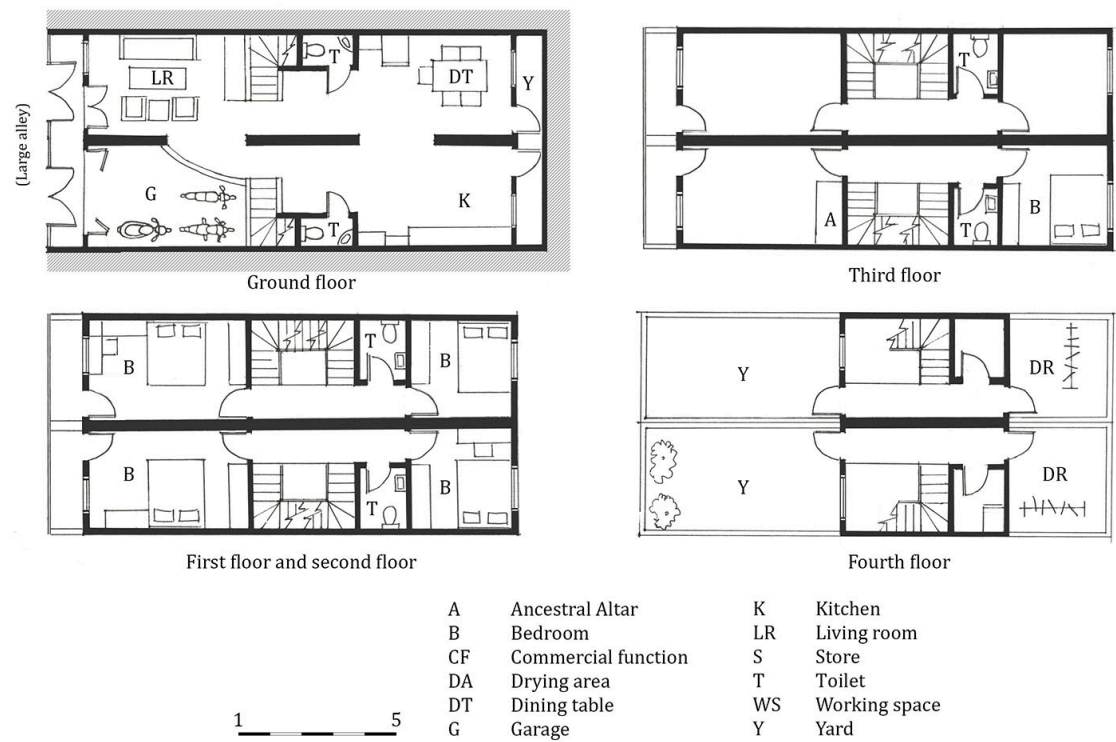 (Large alley)
LR
T
DT
Y
G
K
T
Ground floor
T
A
T
B
Third floor
B
T
B
B
T
B
First floor and second floor
Y
DR
Y
DR
Fourth floor
A Ancestral Altar
B Bedroom
CF Commercial function
DA Drying area
DT Dining table
G Garage
K Kitchen
LR Living room
S Store
T Toilet
WS Working space
Y Yard
1 5